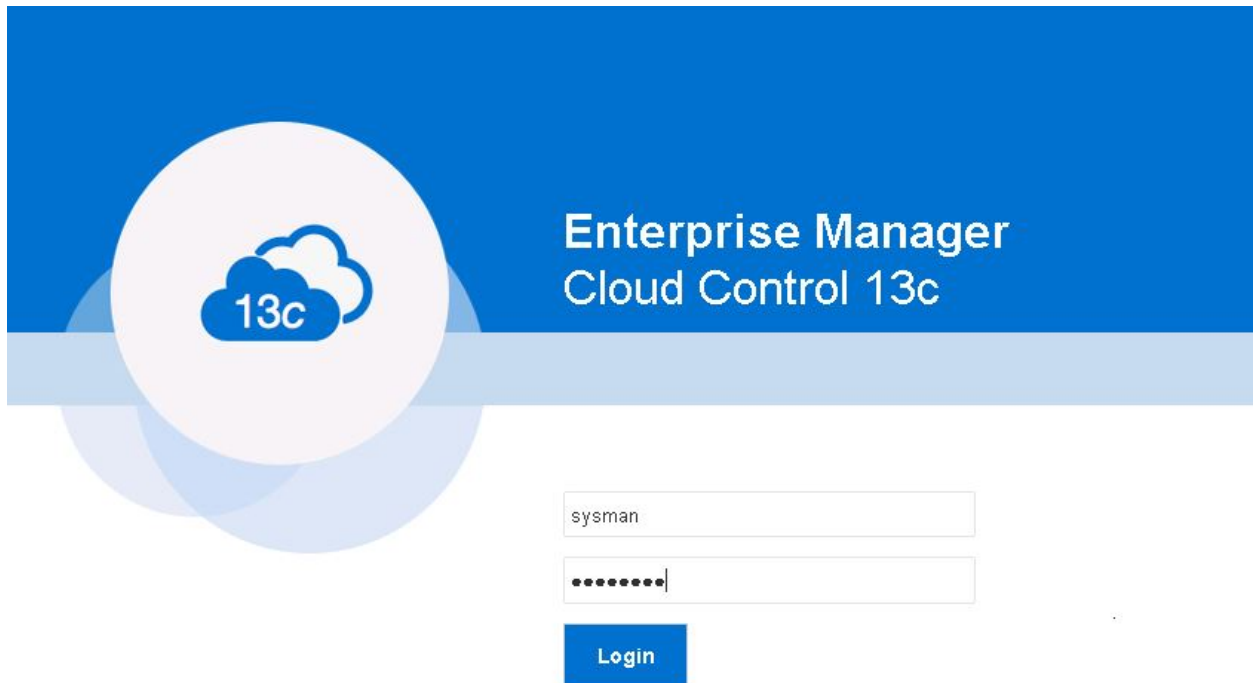 13c
Enterprise Manager
Cloud Control 13c
sysman
••••••••
Login